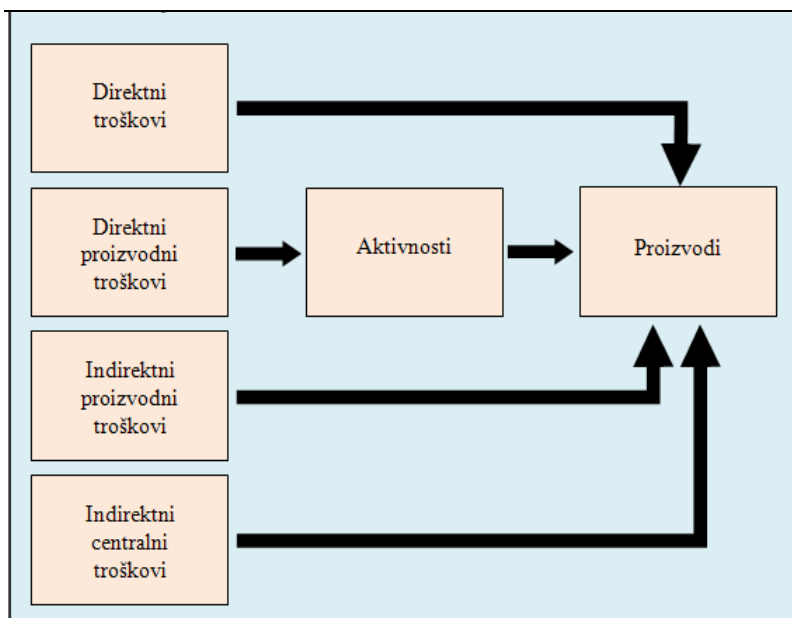 Direktni
troškovi
Direktni
proizvodni
troškovi
Aktivnosti
Proizvodi
Indirektni
proizvodni
troškovi
Indirektni
centralni
troškovi